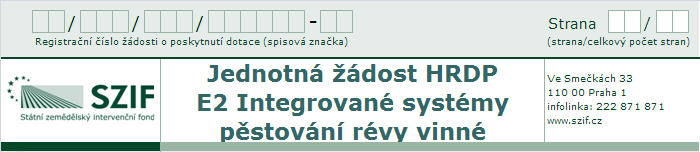 / / / -
Registrační číslo žádosti o poskytnutí dotace (spisová značka)
Strana /
(strana/celkový počet stran)
SZIF
Státní zemědělský intervenční fond
Jednotná žádost HRDP
E2 Integrované systémy
pěstování révy vinné
Ve Smečkách 33
110 00 Praha 1
infolinka: 222 871 871
www.szif.cz